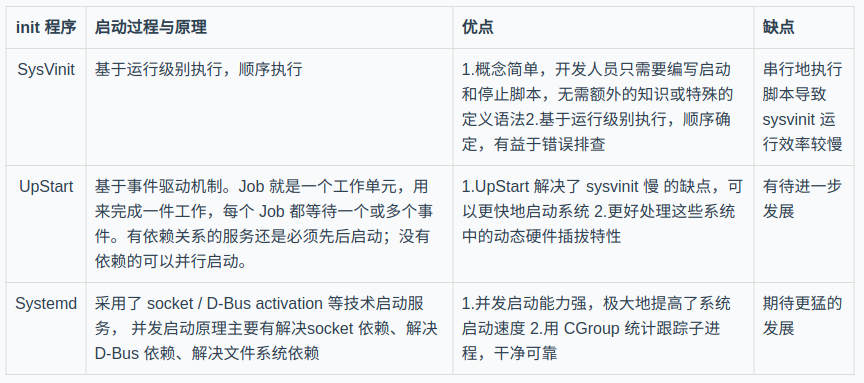 init 程序 启动过程与原理 优点 缺点
SysVinit 基于运行级别执行，顺序执行
1.概念简单，开发人员只需要编写启动
和停止脚本，无需额外的知识或特殊的
定义语法2.基于运行级别执行，顺序确
定，有益于错误排查
串行地执行
脚本导致
sysvinit 运
行效率较慢
UpStart
基于事件驱动机制。Job 就是一个工作单元，用
来完成一件工作，每个 Job 都等待一个或多个事
件。有依赖关系的服务还是必须先后启动；没有
依赖的可以并行启动。
1.UpStart 解决了 sysvinit 慢 的缺点，可
以更快地启动系统 2.更好处理这些系统
中的动态硬件插拔特性
有待进一步
发展
Systemd
采用了 socket / D-Bus activation 等技术启动服
务， 并发启动原理主要有解决socket 依赖、解决
D-Bus 依赖、解决文件系统依赖
1.并发启动能力强，极大地提高了系统
启动速度 2.用 CGroup 统计跟踪子进
程，干净可靠
期待更猛的
发展